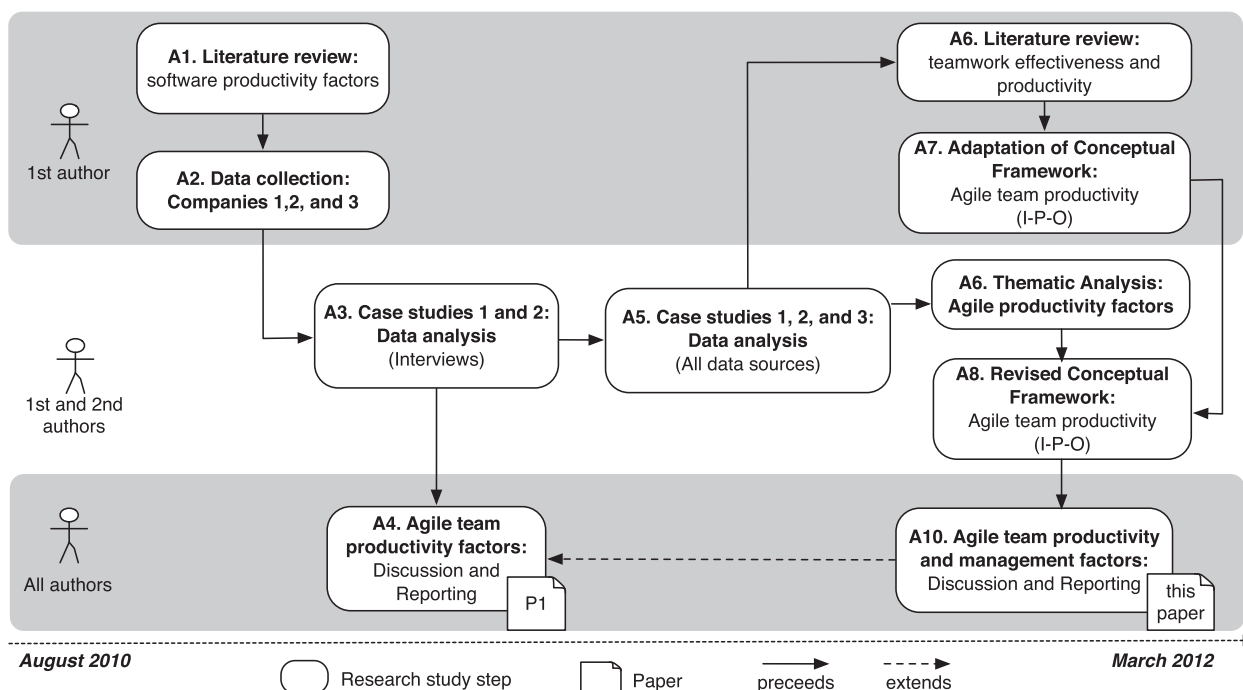 A1. Literature review:
software productivity factors
A6. Literature review:
teamwork effectiveness and
productivity
1st author
A2. Data collection:
Companies 1,2, and 3
A7. Adaptation of Conceptual
Framework:
Agile team productivity
(I-P-O)
A3. Case studies 1 and 2:
Data analysis
(Interviews)
A5. Case studies 1, 2, and 3:
Data analysis
(All data sources)
A6. Thematic Analysis:
Agile productivity factors
1st and 2nd
authors
A8. Revised Conceptual
Framework:
Agile team productivity
(I-P-O)
All authors
A4. Agile team
productivity factors:
Discussion and
Reporting
P1
A10. Agile team productivity
and management factors:
Discussion and Reporting
this
paper
August 2010
March 2012
Research study step
Paper
preceeds
extends